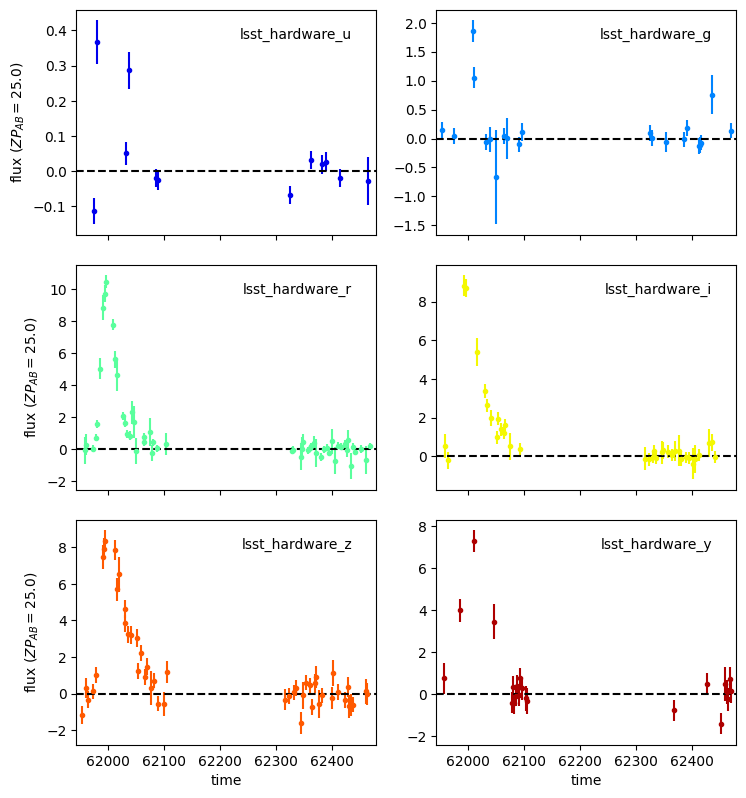 lsst_hardware_u
flux (ZP_AB = 25.0)
0.4
0.3
0.2
0.1
0.0
−0.1
lsst_hardware_g
2.0
1.5
1.0
0.5
0.0
−0.5
−1.0
−1.5
lsst_hardware_r
flux (ZP_AB = 25.0)
10
8
6
4
2
0
−2
lsst_hardware_i
8
6
4
2
0
lsst_hardware_z
flux (ZP_AB = 25.0)
8
6
4
2
0
−2
62000 62100 62200 62300 62400
time
lsst_hardware_y
8
6
4
2
0
−2
62000 62100 62200 62300 62400
time